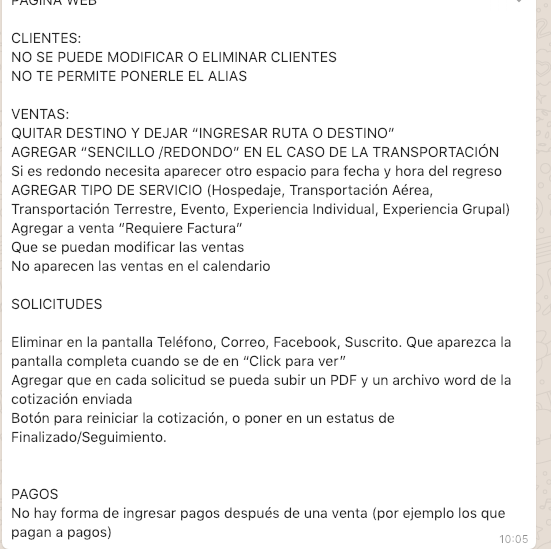 PAGINA WEB
CLIENTES:
NO SE PUEDE MODIFICAR O ELIMINAR CLIENTES
NO TE PERMITE PONERLE EL ALIAS
VENTAS:
QUITAR DESTINO Y DEJAR “INGRESAR RUTA O DESTINO”
AGREGAR “SENCILLO /REDONDO” EN EL CASO DE LA TRANSPORTACIÓN
Si es redondo necesita aparecer otro espacio para fecha y hora del regreso
AGREGAR TIPO DE SERVICIO (Hospedaje, Transportación Aérea,
Transportación Terrestre, Evento, Experiencia Individual, Experiencia Grupal)
Agregar a venta “Requiere Factura”
Que se puedan modificar las ventas
No aparecen las ventas en el calendario
SOLICITUDES
Eliminar en la pantalla Teléfono, Correo, Facebook, Suscrito. Que aparezca la
pantalla completa cuando se de en “Click para ver”
Agregar que en cada solicitud se pueda subir un PDF y un archivo word de la
cotización enviada
Botón para reiniciar la cotización, o poner en un estatus de
Finalizado/Seguimiento.
PAGOS
No hay forma de ingresar pagos después de una venta (por ejemplo los que
pagan a pagos)
10:05